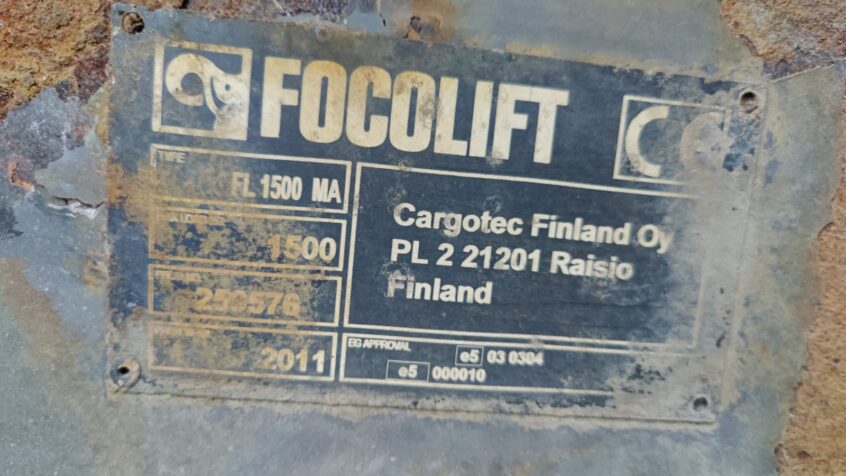 FOCOLIFT
CE
TYPE
FL 1500 MA
1500
2011
Cargotec Finland Oy
PL 2 21201 Raisio
Finland
EG APPROVAL
e5 03 0304
e5 000010